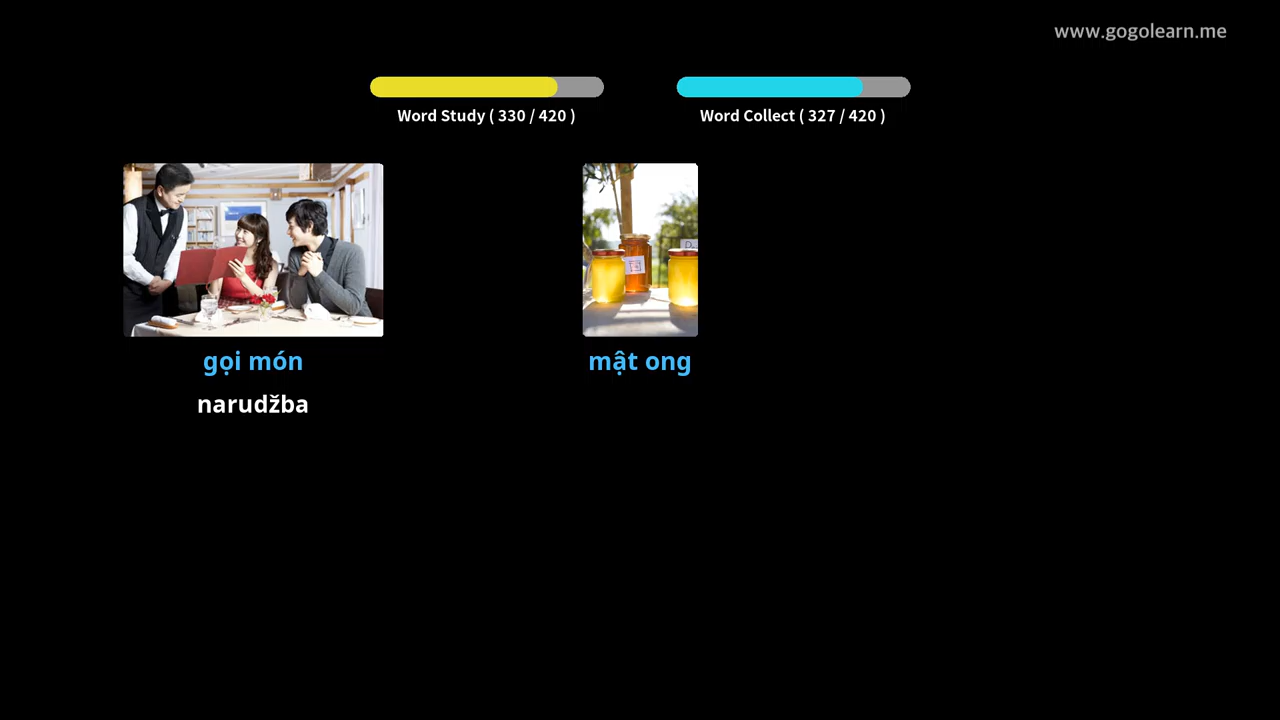 www.gogolearn.me
Word Study ( 330 / 420 )
Word Collect ( 327 / 420 )
gọi món
narudžba
mật ong